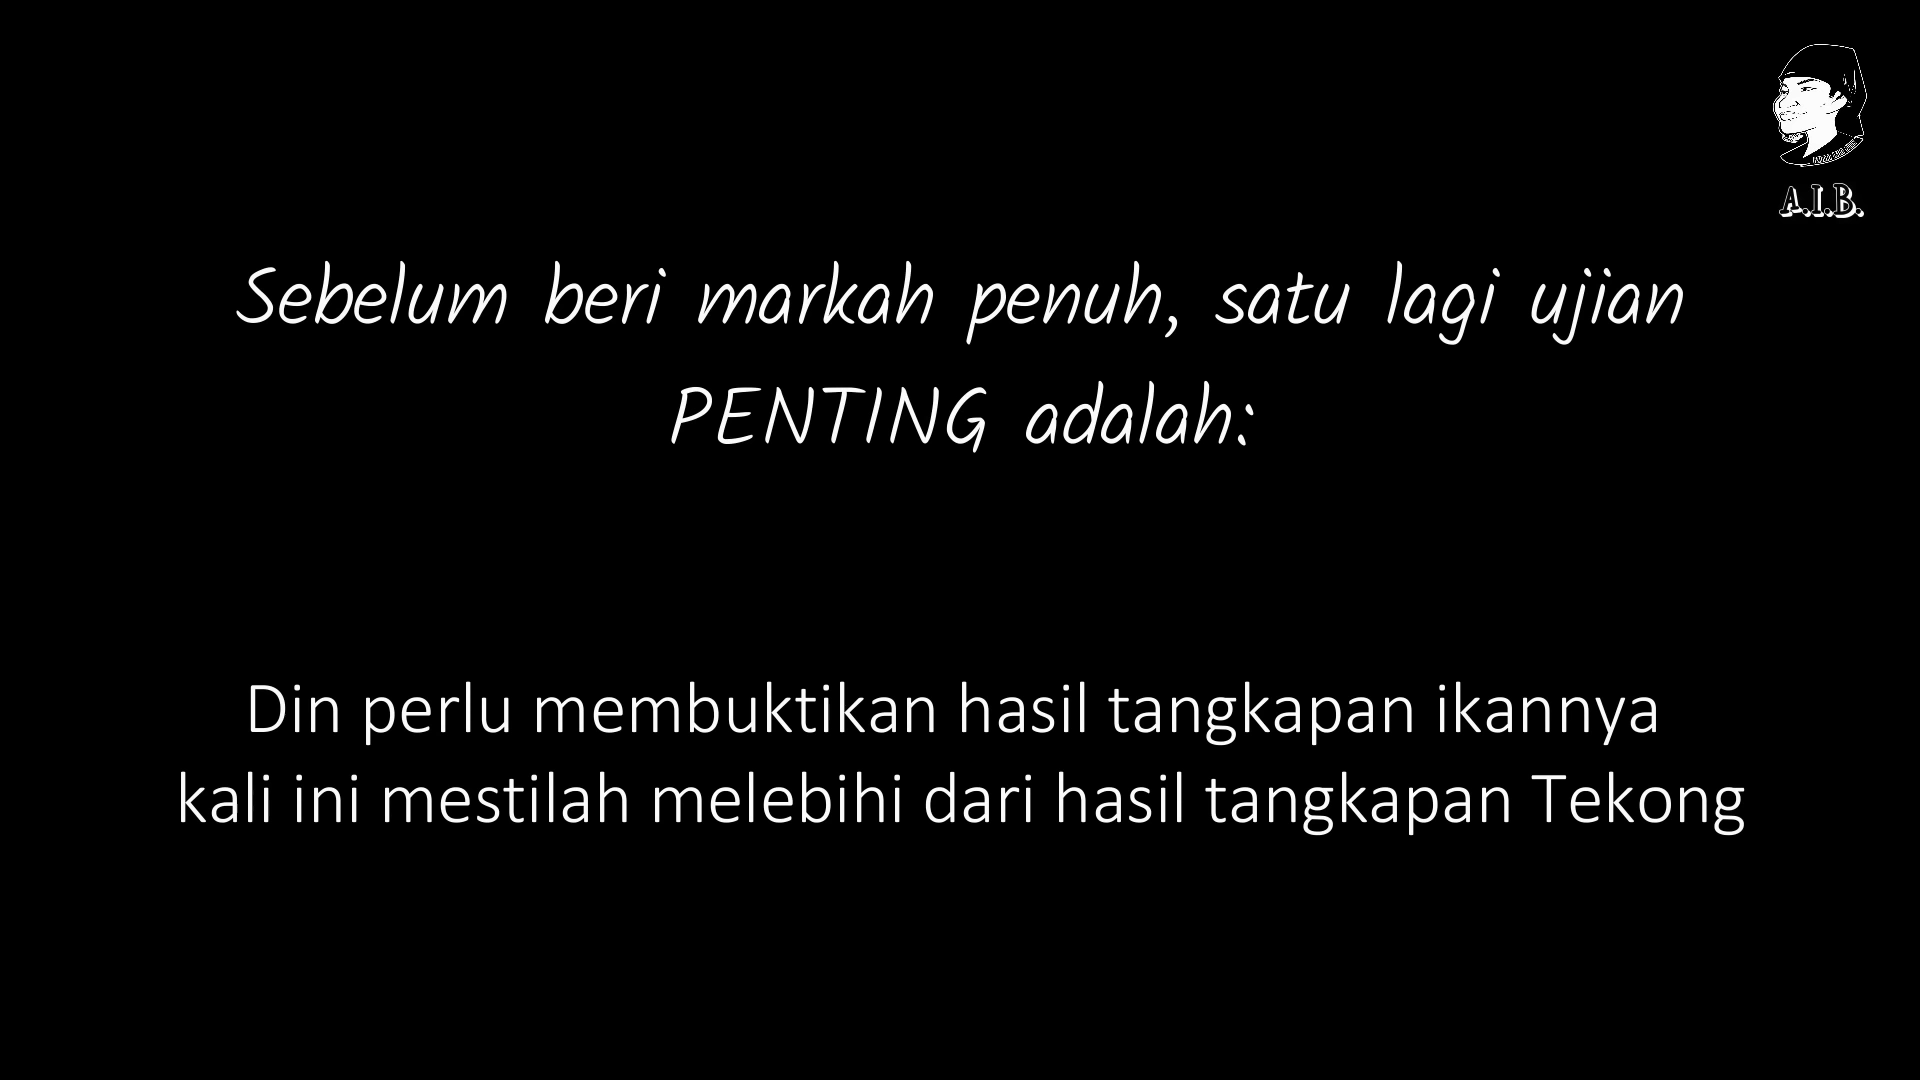 A.I.B.
Sebelum beri markah penuh, satu lagi ujian
PENTING adalah:
Din perlu membuktikan hasil tangkapan ikannya
kali ini mestilah melebihi dari hasil tangkapan Tekong